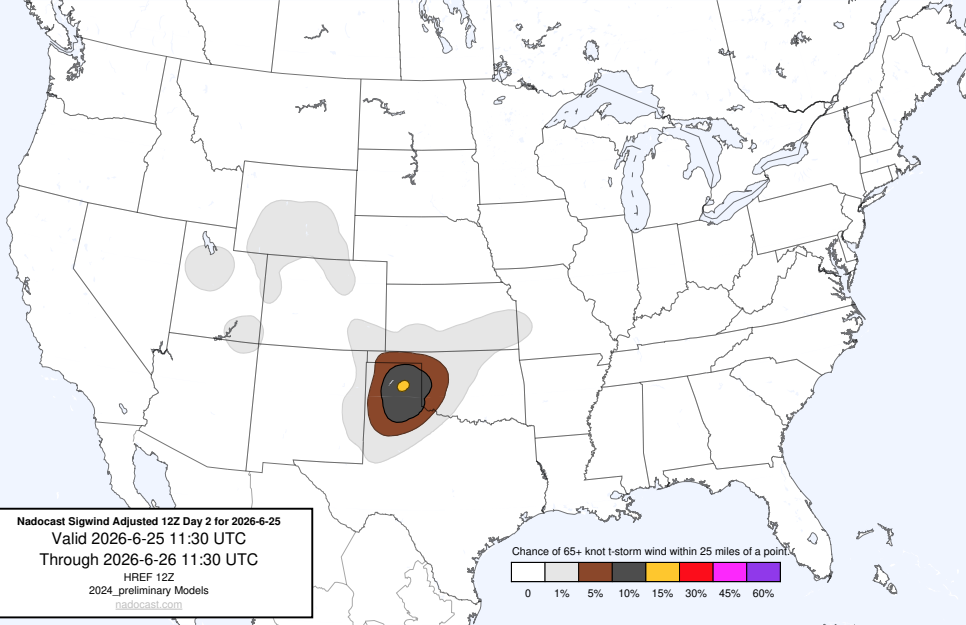 Nadocast Sigwind Adjusted 12Z Day 2 for 2026-6-25
Valid 2026-6-25 11:30 UTC
Through 2026-6-26 11:30 UTC
HREF 12Z
2024_preliminary Models
nadocast.com
Chance of 65+ knot t-storm wind within 25 miles of a point.
0 1% 5% 10% 15% 30% 45% 60%